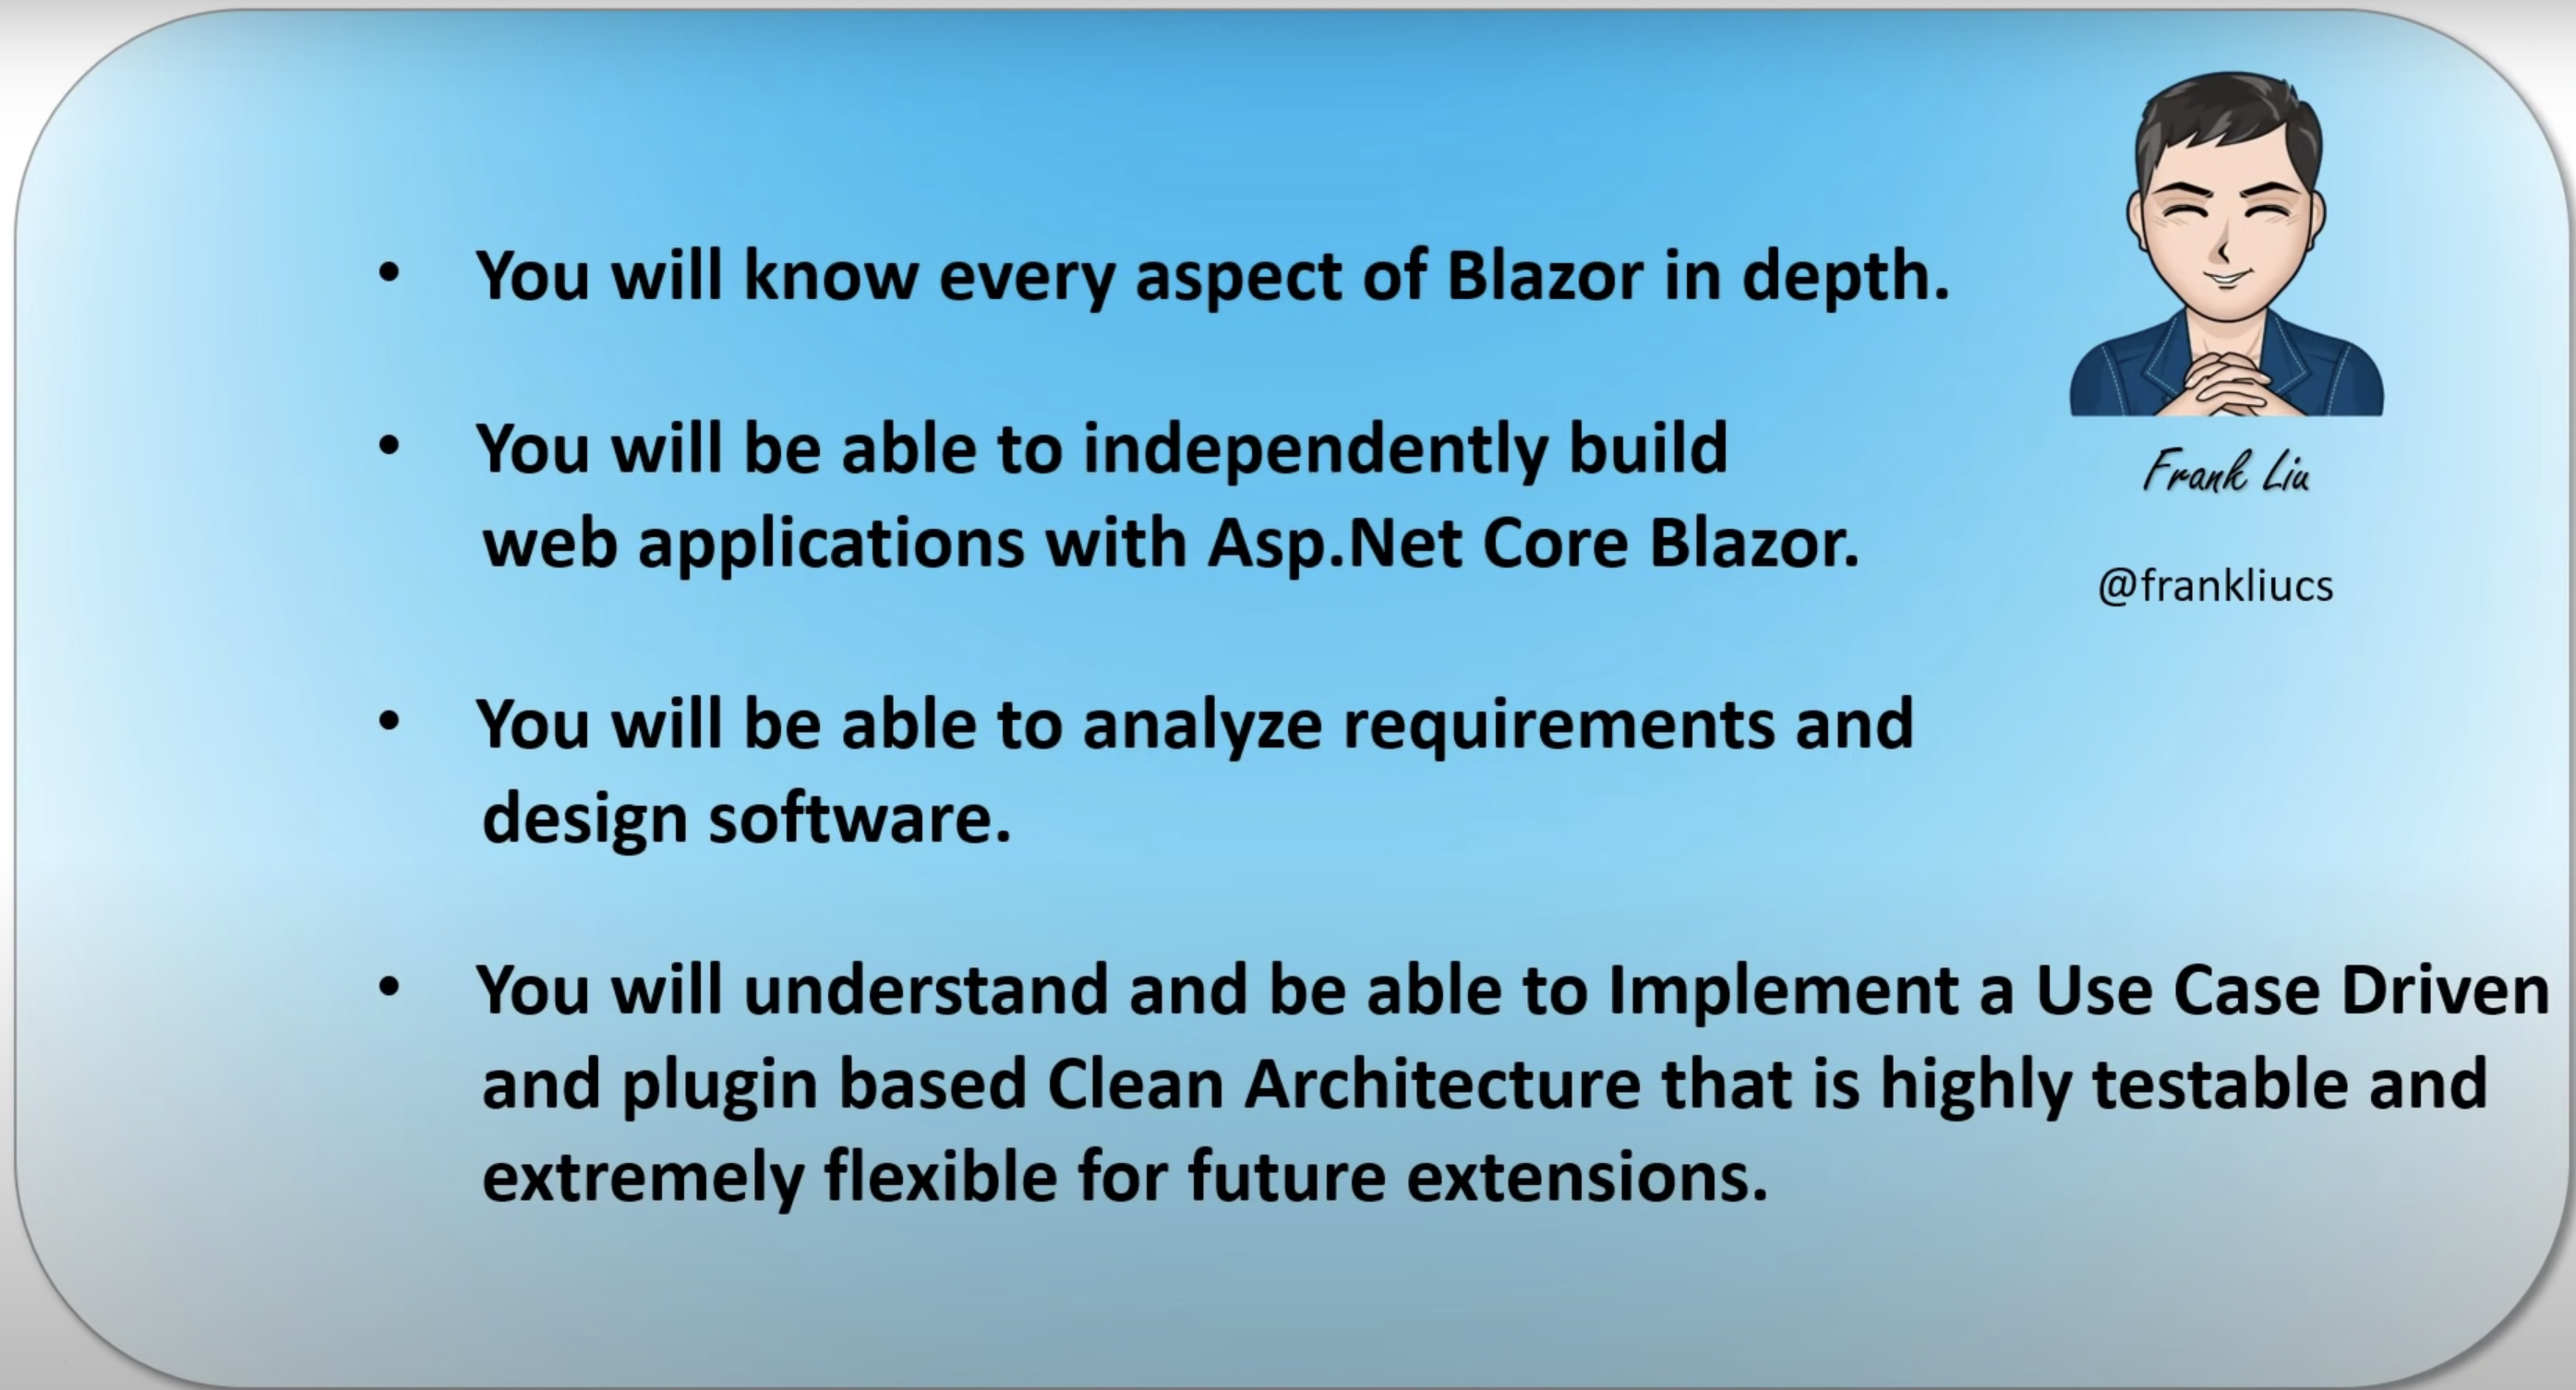 • You will know every aspect of Blazor in depth.
• You will be able to independently build
web applications with Asp.Net Core Blazor.
• You will be able to analyze requirements and
design software.
• You will understand and be able to Implement a Use Case Driven
and plugin based Clean Architecture that is highly testable and
extremely flexible for future extensions.
Frank Liu
@frankliucs